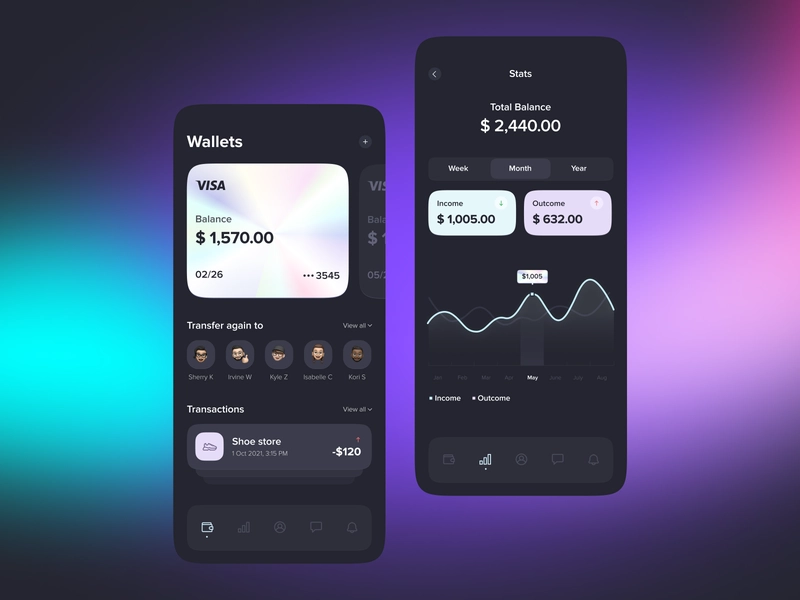 Wallets
+
VISA
Balance
$ 1,570.00
02/26
•••3545
VIS
Bala
$ 1
05/2
Transfer again to
View all
Sherry K
Irvine W
Kyle Z
Isabelle C
Kori S
Transactions
View all
Shoe store
1 Oct 2021, 3:15 PM
-$120
Stats
Total Balance
$ 2,440.00
Week
Month
Year
Income
$ 1,005.00
Outcome
$ 632.00
$1,005
Jan Feb Mar Apr May June July Aug
Income
Outcome